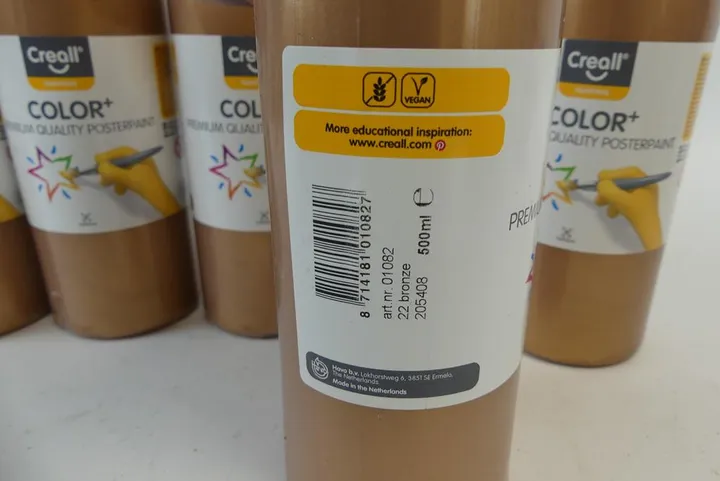 Creall
COLOR+
PREMIUM QUALITY POSTERPAINT
Creall
COLOR+
PREMIUM QUALITY
VEGAN
More educational inspiration:
www.creall.com
8 714181 010827
art.nr. 01082
22 bronze
205408
500ml ℮
Havo b.v. Lokhorstweg 6, 3851 SE Ermelo,
The Netherlands
Made in the Netherlands
Creall
COLOR+
QUALITY POSTERPAINT